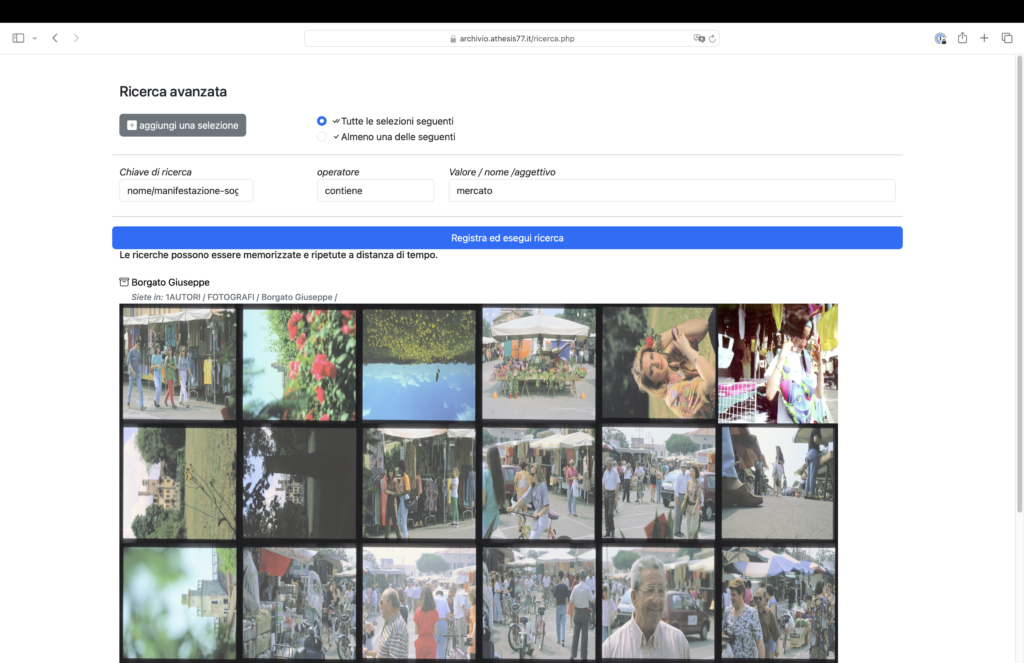 archivio.athesis77.it/ricerca.php
Ricerca avanzata
aggiungi una selezione
Tutte le selezioni seguenti
Almeno una delle seguenti
Chiave di ricerca
operatore
Valore / nome /aggettivo
nome/manifestazione-sog
contiene
mercato
Registra ed esegui ricerca
Le ricerche possono essere memorizzate e ripetute a distanza di tempo.
Borgato Giuseppe
Siete in: 1AUTORI / FOTOGRAFI / Borgato Giuseppe /